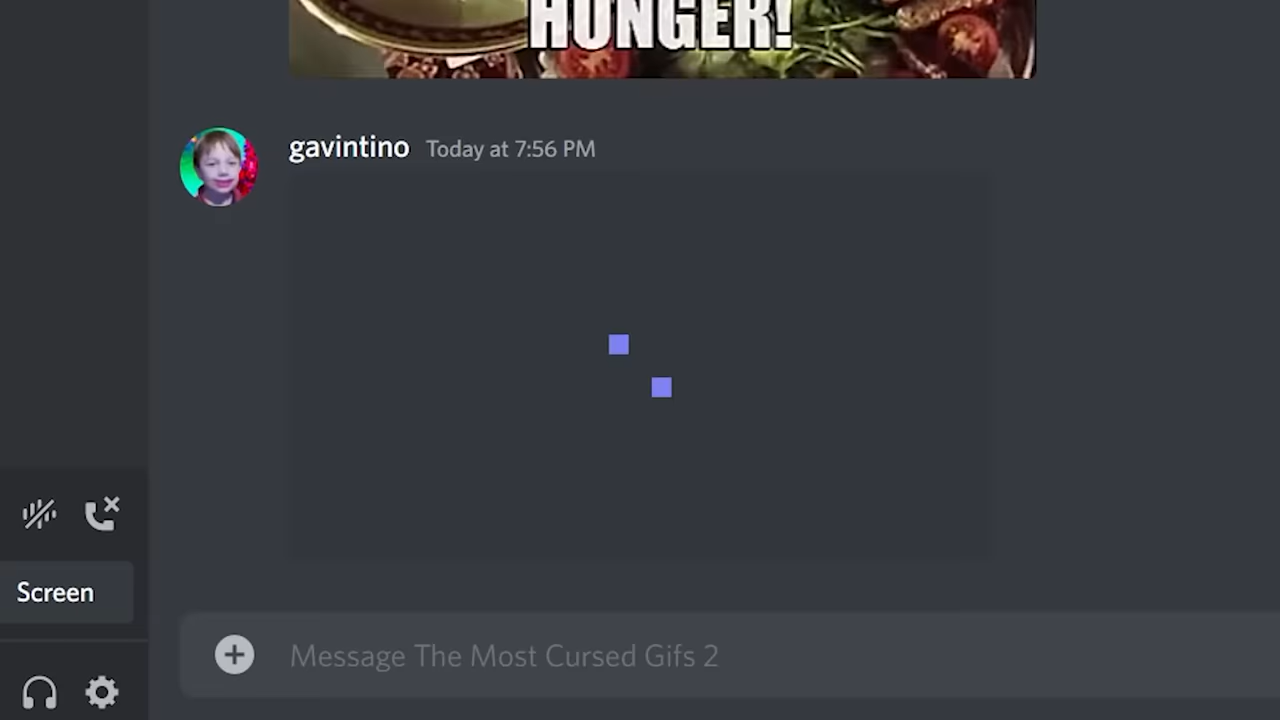 HUNGER!
gavintino Today at 7:56 PM
Screen
Message The Most Cursed Gifs 2